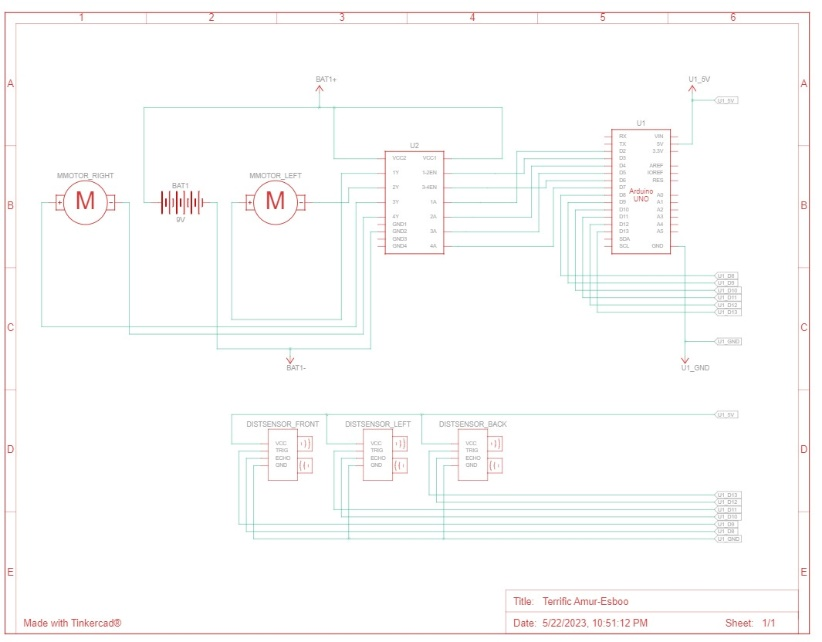 1 2 3 4 5 6
A A
B B
C C
D D
E E
BAT1+
U1_5V
U1_5V
MMOTOR_RIGHT
M
+ -
BAT1
9V
MMOTOR_LEFT
M
+ -
U2
VCC2 VCC1
1Y 1-2EN
2Y 3-4EN
3Y 1A
4Y 2A
GND1
GND2 3A
GND3
GND4 4A
U1
Arduino
UNO
RX VIN
TX 5V
D2 3.3V
D3
D4 AREF
D5 IOREF
D6 RES
D7
D8 A0
D9 A1
D10 A2
D11 A3
D12 A4
D13 A5
SDA
SCL GND
U1_D8
U1_D9
U1_D10
U1_D11
U1_D12
U1_D13
U1_GND
U1_GND
BAT1-
U1_5V
DISTSENSOR_FRONT
VCC
TRIG
ECHO
GND
DISTSENSOR_LEFT
VCC
TRIG
ECHO
GND
DISTSENSOR_BACK
VCC
TRIG
ECHO
GND
U1_D13
U1_D12
U1_D11
U1_D10
U1_GND
Title: Terrific Amur-Esboo
Made with Tinkercad®
Date: 5/22/2023, 10:51:12 PM
Sheet: 1/1